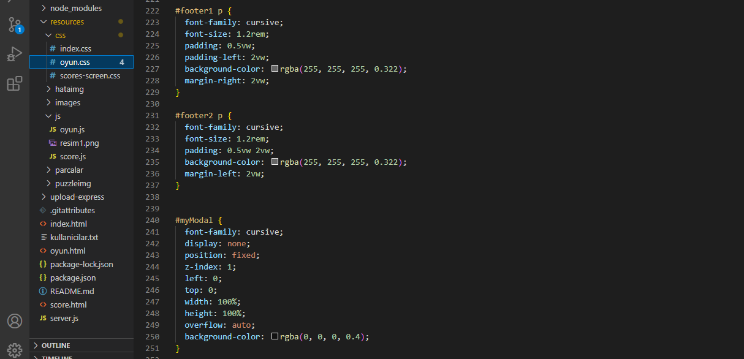 node_modules
resources
css
index.css
oyun.css 4
scores-screen.css
hataimg
images
js
JS oyun.js
resim1.png
JS score.js
parcalar
puzzleimg
upload-express
.gitattributes
index.html
kullanicilar.txt
oyun.html
package-lock.json
package.json
README.md
score.html
JS server.js
OUTLINE
TIMELINE
1
222 #footer1 p {
223 font-family: cursive;
224 font-size: 1.2rem;
225 padding: 0.5vw;
226 padding-left: 2vw;
227 background-color: rgba(255, 255, 255, 0.322);
228 margin-right: 2vw;
229 }
230
231 #footer2 p {
232 font-family: cursive;
233 font-size: 1.2rem;
234 padding: 0.5vw 2vw;
235 background-color: rgba(255, 255, 255, 0.322);
236 margin-left: 2vw;
237 }
238
239
240 #myModal {
241 font-family: cursive;
242 display: none;
243 position: fixed;
244 z-index: 1;
245 left: 0;
246 top: 0;
247 width: 100%;
248 height: 100%;
249 overflow: auto;
250 background-color: rgba(0, 0, 0, 0.4);
251 }